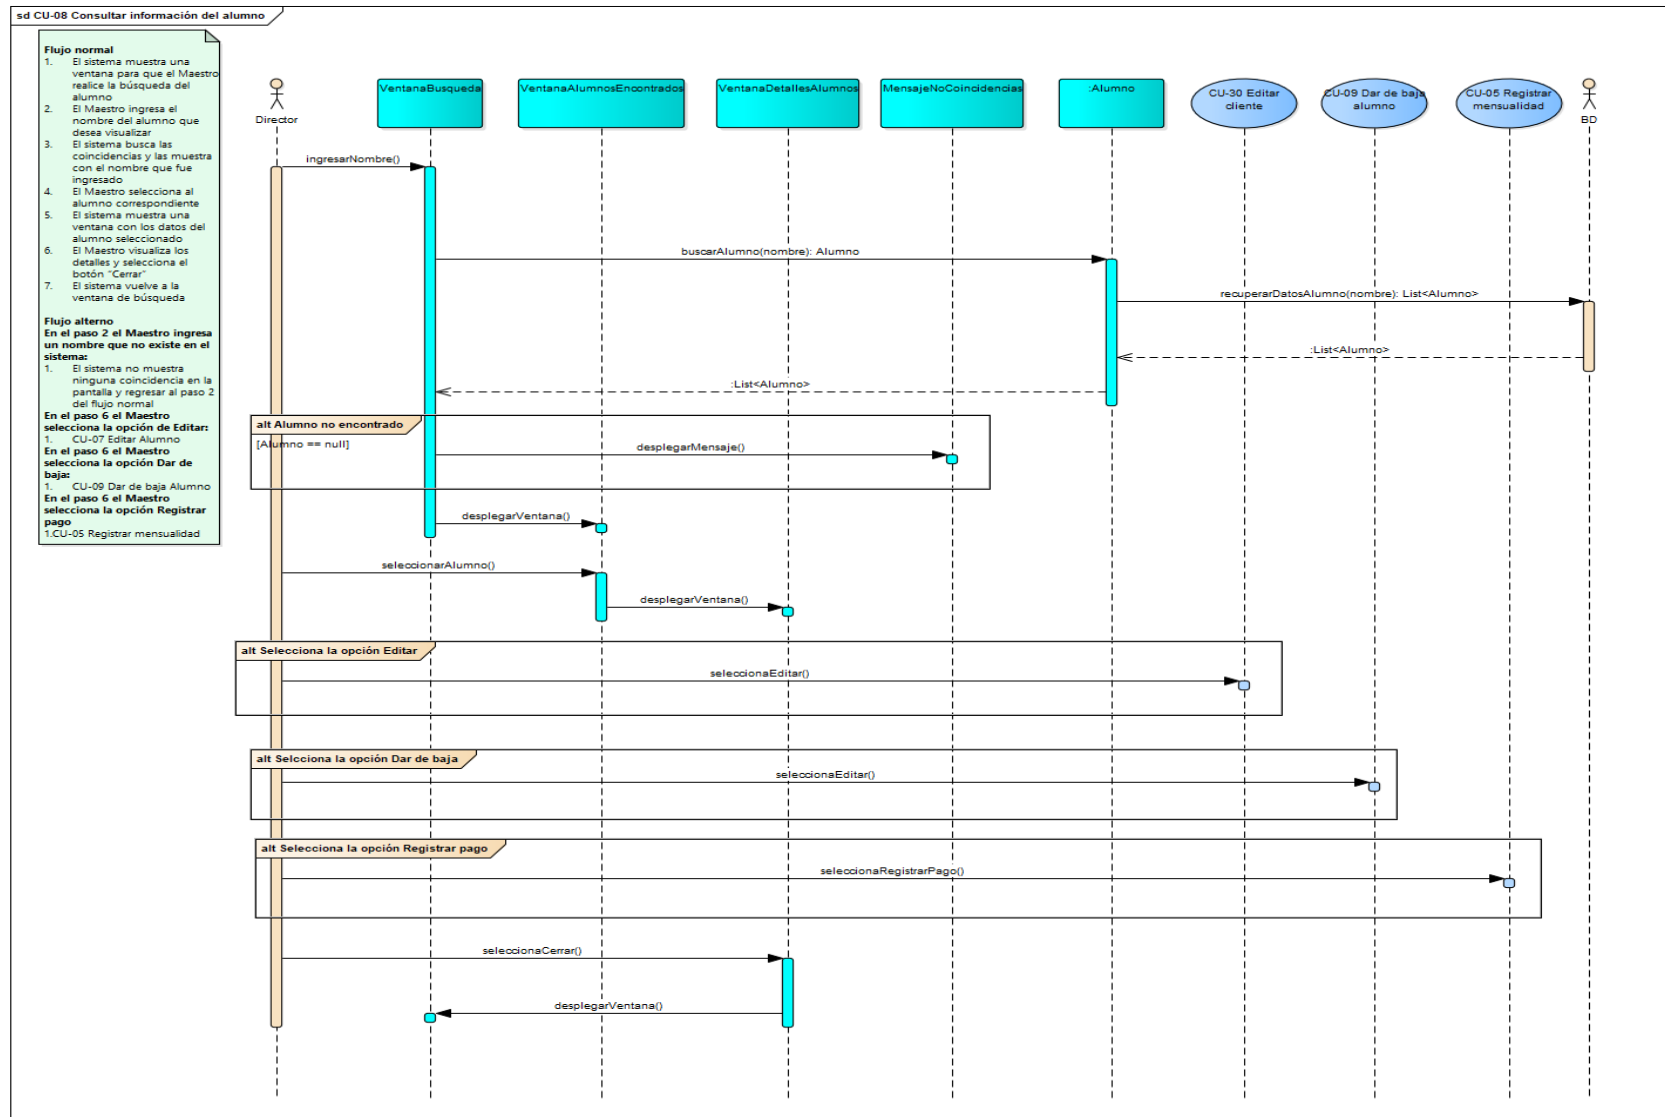 sd CU-08 Consultar información del alumno
Flujo normal
1. El sistema muestra una
ventana para que el Maestro
realice la búsqueda del
alumno
2. El Maestro ingresa el
nombre del alumno que
desea visualizar
3. El sistema busca las
coincidencias y las muestra
con el nombre que fue
ingresado
4. El Maestro selecciona al
alumno correspondiente
5. El sistema muestra una
ventana con los datos del
alumno seleccionado
6. El Maestro visualiza los
detalles y selecciona el
botón "Cerrar"
7. El sistema vuelve a la
ventana de búsqueda
Flujo alterno
En el paso 2 el Maestro ingresa
un nombre que no existe en el
sistema:
1. El sistema no muestra
ninguna coincidencia en la
pantalla y regresar al paso 2
del flujo normal
En el paso 6 el Maestro
selecciona la opción de Editar:
1. CU-07 Editar Alumno
En el paso 6 el Maestro
selecciona la opción Dar de
baja:
1. CU-09 Dar de baja Alumno
En el paso 6 el Maestro
selecciona la opción Registrar
pago
1.CU-05 Registrar mensualidad
Director
VentanaBusqueda
VentanaAlumnosEncontrados
VentanaDetallesAlumnos
MensajeNoCoincidencias
:Alumno
CU-30 Editar
cliente
CU-09 Dar de baja
alumno
CU-05 Registrar
mensualidad
BD
ingresarNombre()
buscarAlumno(nombre): Alumno
recuperarDatosAlumno(nombre): List<Alumno>
:List<Alumno>
:List<Alumno>
alt Alumno no encontrado
[Alumno == null]
desplegarMensaje()
desplegarVentana()
seleccionarAlumno()
desplegarVentana()
alt Selecciona la opción Editar
seleccionaEditar()
alt Selcciona la opción Dar de baja
seleccionaEditar()
alt Selecciona la opción Registrar pago
seleccionaRegistrarPago()
seleccionaCerrar()
desplegarVentana()